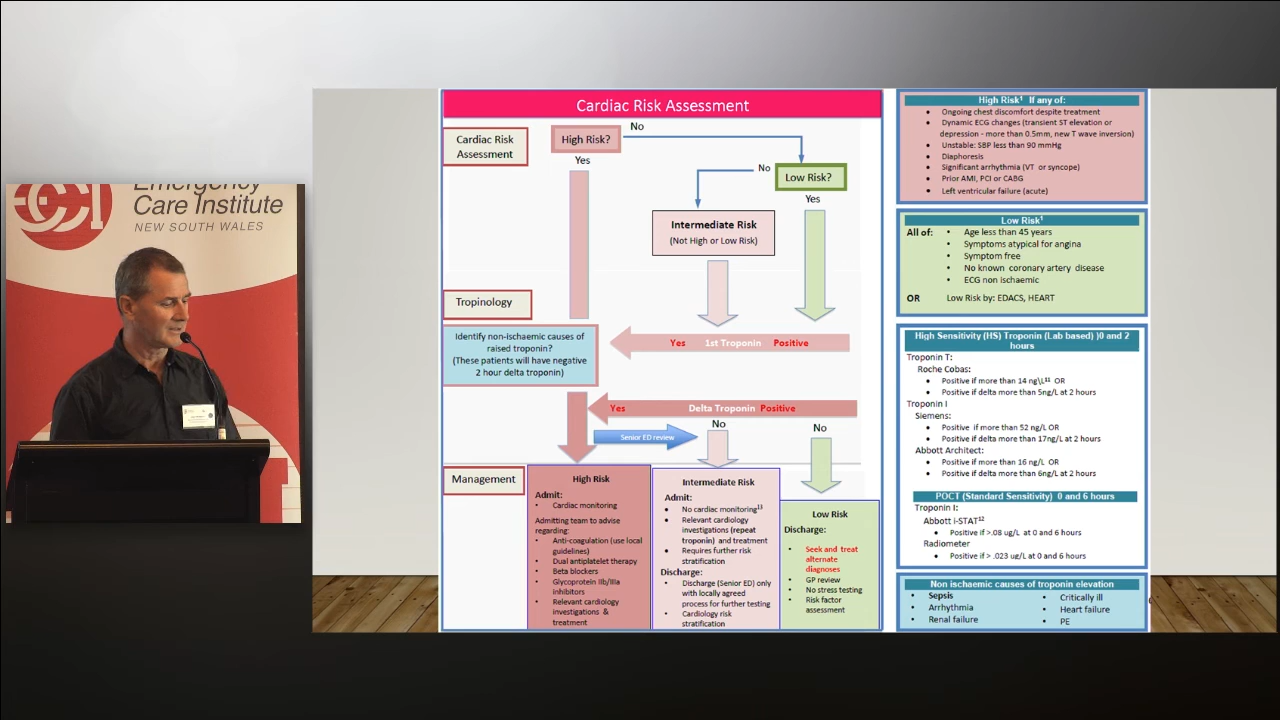 Emergency
Care Institute
NEW SOUTH WALES
Cardiac Risk Assessment
Cardiac Risk
Assessment
High Risk?
No
Yes
No
Low Risk?
Yes
Intermediate Risk
(Not High or Low Risk)
Tropinology
Identify non-ischaemic causes of
raised troponin?
(These patients will have negative
2 hour delta troponin)
Yes 1st Troponin Positive
Yes Delta Troponin Positive
Senior ED review
No
No
Management
High Risk
Admit:
• Cardiac monitoring
Admitting team to advise
regarding:
• Anti-coagulation (use local
guidelines)
• Dual antiplatelet therapy
• Beta blockers
• Glycoprotein IIb/IIIa
inhibitors
• Relevant cardiology
investigations &
treatment
Intermediate Risk
Admit:
• No cardiac monitoring13
• Relevant cardiology
investigations (repeat
troponin) and treatment
• Requires further risk
stratification
Discharge:
• Discharge (Senior ED) only
with locally agreed
process for further testing
• Cardiology risk
stratification
Low Risk
Discharge:
• Seek and treat
alternate
diagnoses
• GP review
• No stress testing
• Risk factor
assessment
High Risk1 If any of:
• Ongoing chest discomfort despite treatment
• Dynamic ECG changes (transient ST elevation or
depression - more than 0.5mm, new T wave inversion)
• Unstable: SBP less than 90 mmHg
• Diaphoresis
• Significant arrhythmia (VT or syncope)
• Prior AMI, PCI or CABG
• Left ventricular failure (acute)
Low Risk1
All of: • Age less than 45 years
• Symptoms atypical for angina
• Symptom free
• No known coronary artery disease
• ECG non ischaemic
OR Low Risk by: EDACS, HEART
High Sensitivity (HS) Troponin (Lab based) )0 and 2
hours
Troponin T:
Roche Cobas:
• Positive if more than 14 ng\L11 OR
• Positive if delta more than 5ng/L at 2 hours
Troponin I
Siemens:
• Positive if more than 52 ng/L OR
• Positive if delta more than 17ng/L at 2 hours
Abbott Architect:
• Positive if more than 16 ng/L OR
• Positive if delta more than 6ng/L at 2 hours
POCT (Standard Sensitivity) 0 and 6 hours
Troponin I:
Abbott i-STAT12
• Positive if >.08 ug/L at 0 and 6 hours
Radiometer
• Positive if > .023 ug/L at 0 and 6 hours
Non ischaemic causes of troponin elevation
• Sepsis
• Arrhythmia
• Renal failure
• Critically ill
• Heart failure
• PE